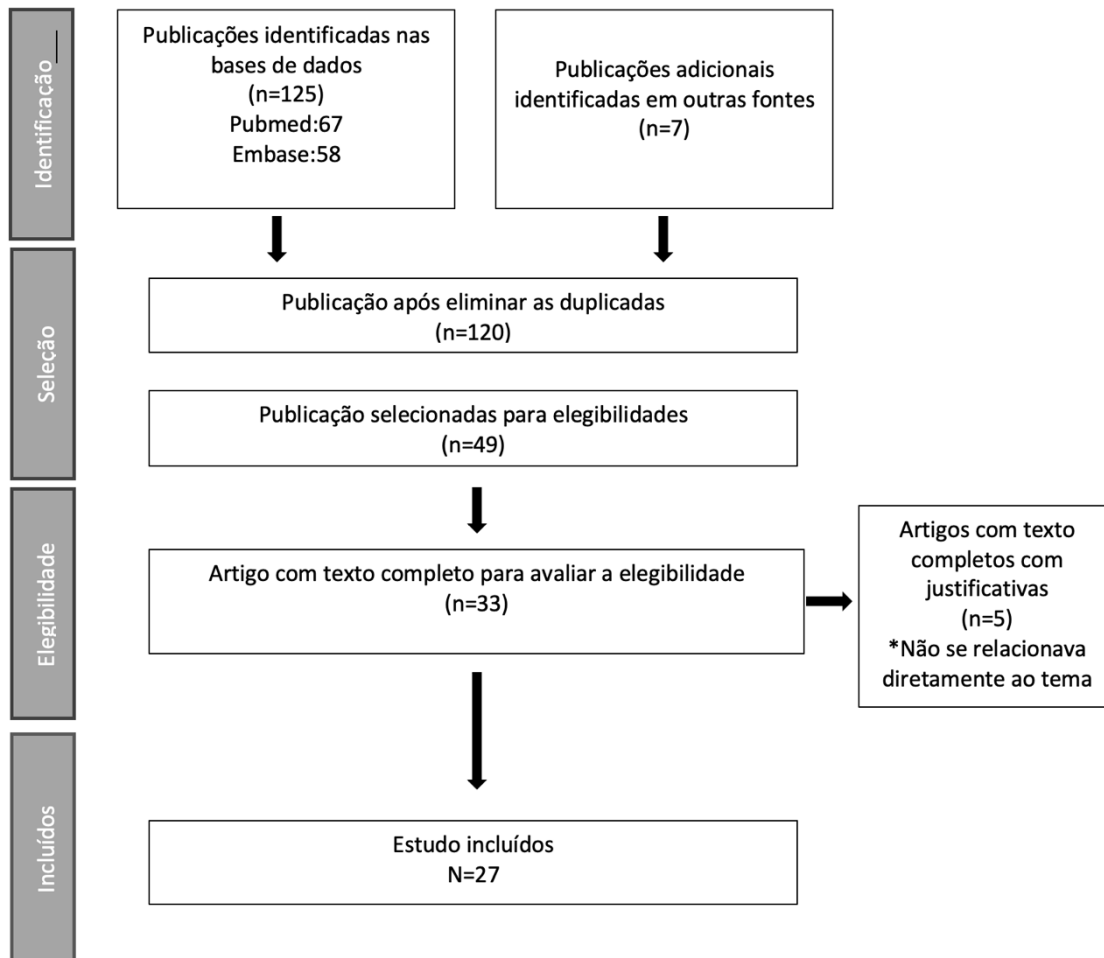 Identificação
Publicações identificadas nas
bases de dados
(n=125)
Pubmed:67
Embase:58
Publicações adicionais
identificadas em outras fontes
(n=7)
Seleção
Publicação após eliminar as duplicadas
(n=120)
Publicação selecionadas para elegibilidades
(n=49)
Elegibilidade
Artigo com texto completo para avaliar a elegibilidade
(n=33)
Artigos com texto
completos com
justificativas
(n=5)
*Não se relacionava
diretamente ao tema
Incluídos
Estudo incluídos
N=27